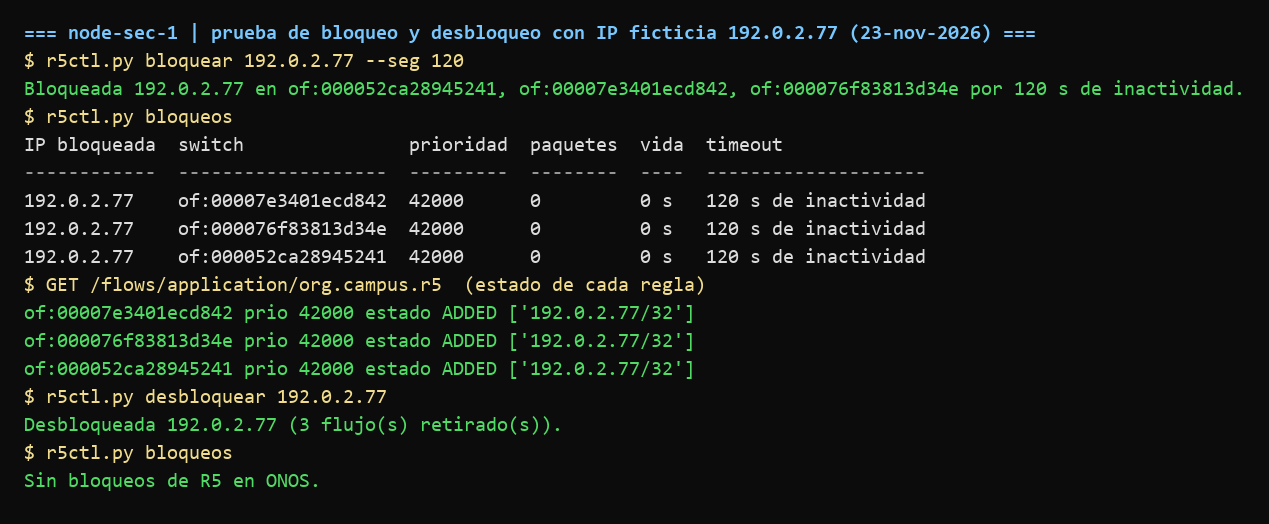 === node-sec-1 | prueba de bloqueo y desbloqueo con IP ficticia 192.0.2.77 (23-nov-2026) ===
$ r5ctl.py bloquear 192.0.2.77 --seg 120
Bloqueada 192.0.2.77 en of:000052ca28945241, of:00007e3401ecd842, of:000076f83813d34e por 120 s de inactividad.
$ r5ctl.py bloqueos
IP bloqueada  switch               prioridad  paquetes  vida  timeout
------------  -------------------  ---------  --------  ----  --------------------
192.0.2.77    of:00007e3401ecd842  42000      0         0 s   120 s de inactividad
192.0.2.77    of:000076f83813d34e  42000      0         0 s   120 s de inactividad
192.0.2.77    of:000052ca28945241  42000      0         0 s   120 s de inactividad
$ GET /flows/application/org.campus.r5  (estado de cada regla)
of:00007e3401ecd842 prio 42000 estado ADDED ['192.0.2.77/32']
of:000076f83813d34e prio 42000 estado ADDED ['192.0.2.77/32']
of:000052ca28945241 prio 42000 estado ADDED ['192.0.2.77/32']
$ r5ctl.py desbloquear 192.0.2.77
Desbloqueada 192.0.2.77 (3 flujo(s) retirado(s)).
$ r5ctl.py bloqueos
Sin bloqueos de R5 en ONOS.